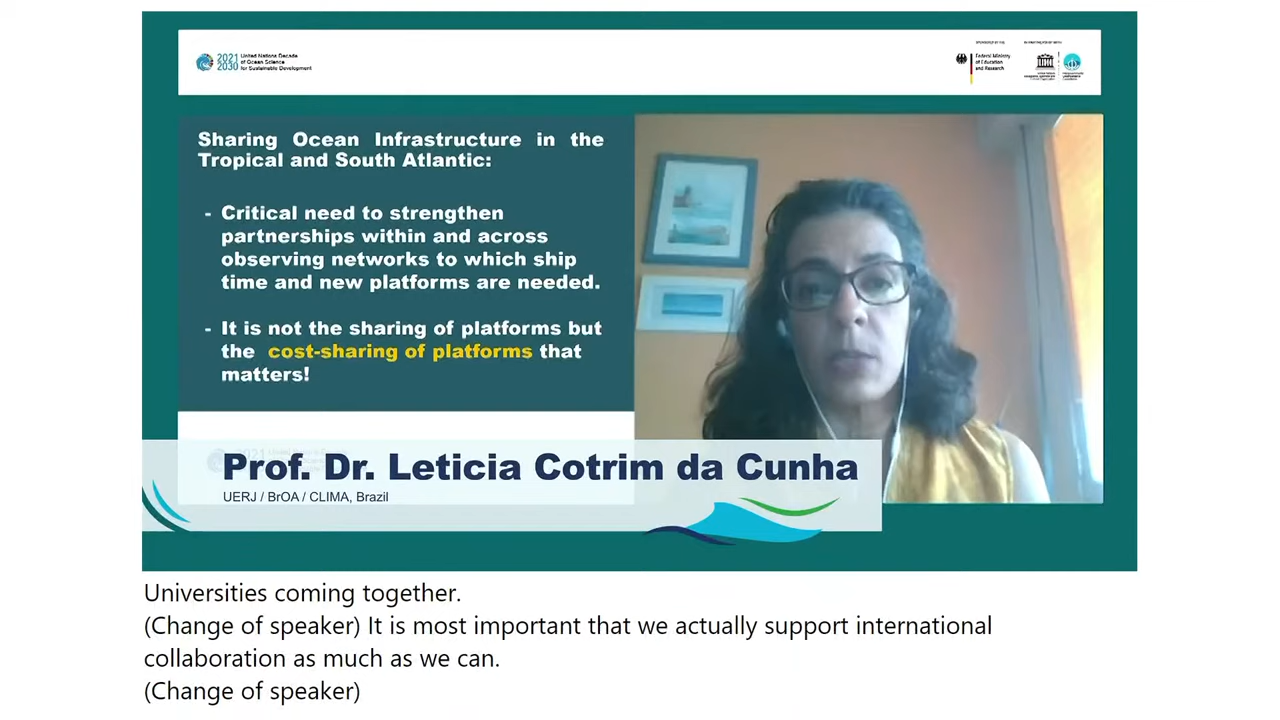 2021
2030
United Nations Decade
of Ocean Science
for Sustainable Development
SPONSORED BY THE
Federal Ministry
of Education
and Research
Sharing Ocean Infrastructure in the
Tropical and South Atlantic:
- Critical need to strengthen
partnerships within and across
observing networks to which ship
time and new platforms are needed.
- It is not the sharing of platforms but
the cost-sharing of platforms that
matters!
Prof. Dr. Leticia Cotrim da Cunha
UERJ / BrOA / CLIMA, Brazil
Universities coming together.
(Change of speaker) It is most important that we actually support international
collaboration as much as we can.
(Change of speaker)